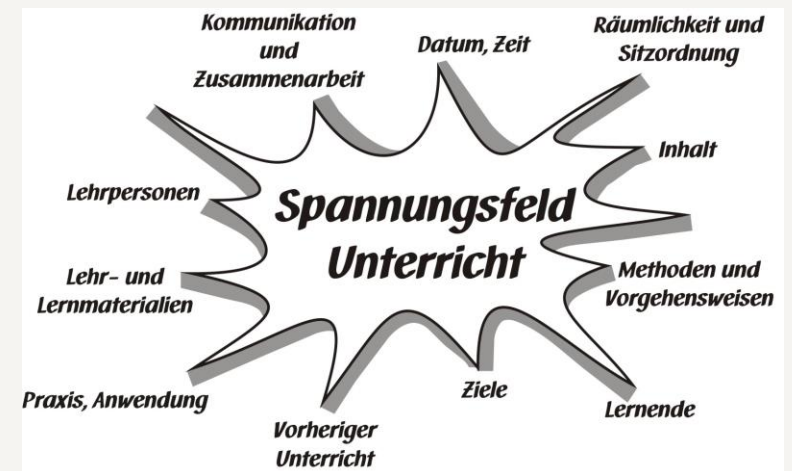 Kommunikation
und
Zusammenarbeit
Datum, Zeit
Räumlichkeit und
Sitzordnung
Inhalt
Lehrpersonen
Spannungsfeld
Unterricht
Lehr- und
Lernmaterialien
Methoden und
Vorgehensweisen
Praxis, Anwendung
Vorheriger
Unterricht
Ziele
Lernende